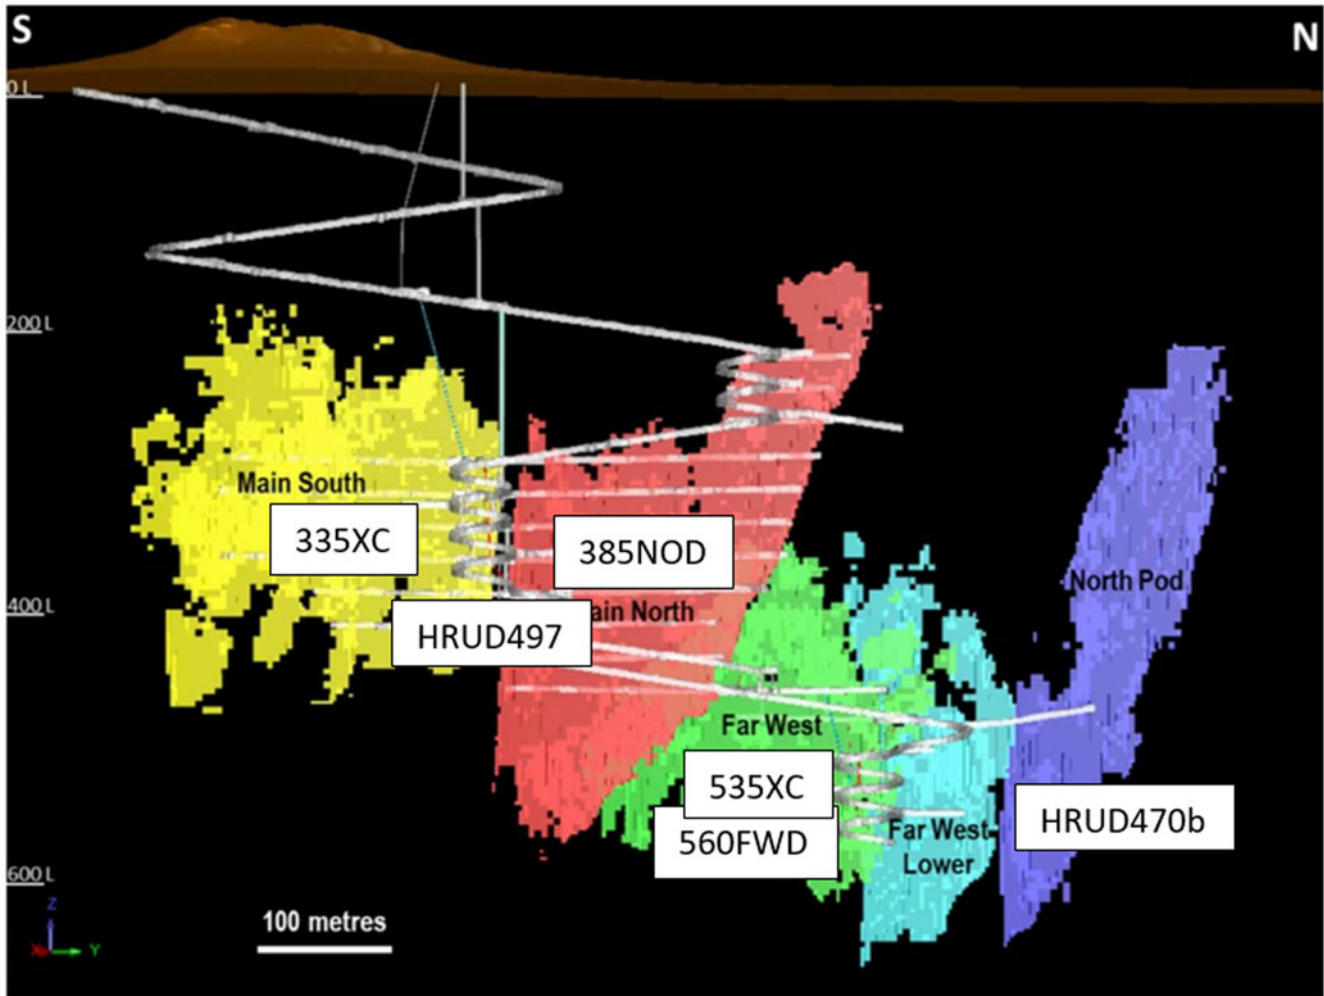 S
N
0 L
200 L
Main South
335XC
385NOD
North Pod
400 L
ain North
HRUD497
Far West
535XC
HRUD470b
560FWD
Far West
Lower
600 L
Z
X
Y
100 metres